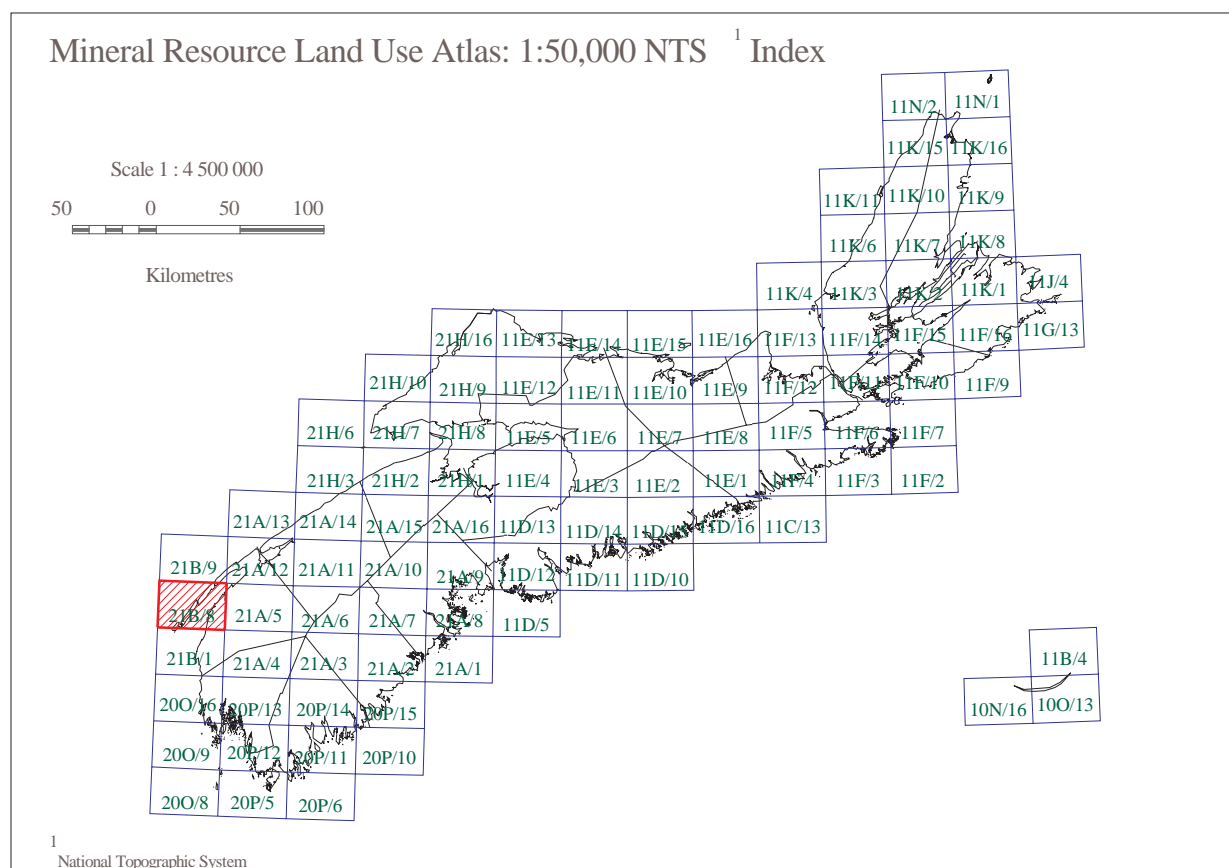 Mineral Resource Land Use Atlas: 1:50,000 NTS 1 Index
11N/2 11N/1
11K/15 11K/16
Scale 1 : 4 500 000
11K/11 11K/10 11K/9
50 0 50 100
11K/6 11K/7 11K/8
Kilometres
11K/4 11K/3 11K/2 11K/1 11J/4
21H/16 11E/13 11E/14 11E/15 11E/16 11F/13 11F/14 11F/15 11F/16 11G/13
21H/10 21H/9 11E/12 11E/11 11E/10 11E/9 11F/12 11F/11 11F/10 11F/9
21H/6 21H/7 21H/8 11E/5 11E/6 11E/7 11E/8 11F/5 11F/6 11F/7
21H/3 21H/2 21H/1 11E/4 11E/3 11E/2 11E/1 11F/4 11F/3 11F/2
21A/13 21A/14 21A/15 21A/16 11D/13 11D/14 11D/15 11D/16 11C/13
21B/9 21A/12 21A/11 21A/10 21A/9 11D/12 11D/11 11D/10
21B/8 21A/5 21A/6 21A/7 21A/8 11D/5
21B/1 21A/4 21A/3 21A/2 21A/1 11B/4
20O/16 20P/13 20P/14 20P/15 10N/16 10O/13
20O/9 20P/12 20P/11 20P/10
20O/8 20P/5 20P/6
1
National Topographic System